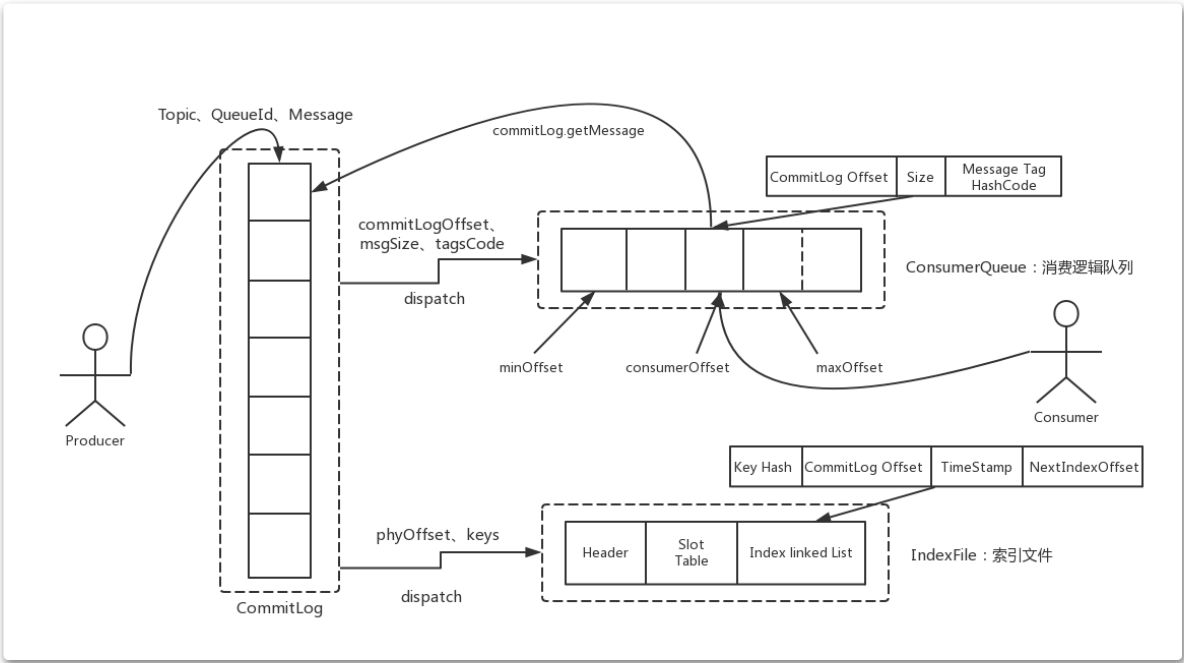 Topic、QueueId、Message
commitLog.getMessage
CommitLog Offset
Size
Message Tag
HashCode
commitLogOffset、
msgSize、tagsCode
dispatch
ConsumerQueue：消费逻辑队列
minOffset
consumerOffset
maxOffset
Producer
Consumer
Key Hash
CommitLog Offset
TimeStamp
NextIndexOffset
phyOffset、keys
dispatch
Header
Slot
Table
Index linked List
IndexFile：索引文件
CommitLog